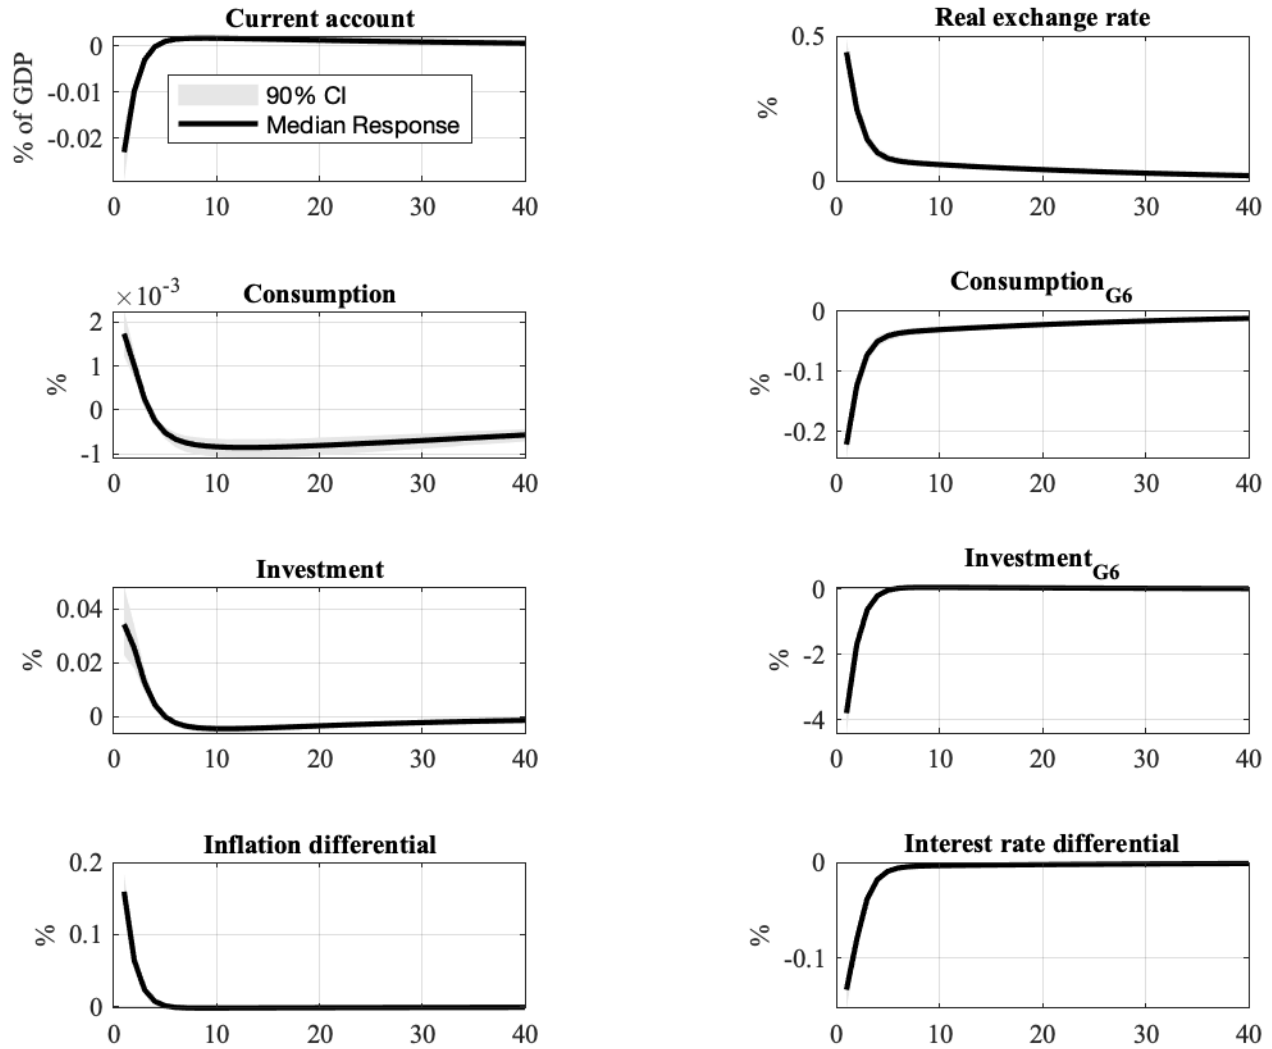 Current account
% of GDP
0
-0.01
-0.02
90% CI
Median Response
0 10 20 30 40
Real exchange rate
%
0.5
0
0 10 20 30 40
Consumption
×10-3
%
2
1
0
-1
0 10 20 30 40
ConsumptionG6
%
0
-0.1
-0.2
0 10 20 30 40
Investment
%
0.04
0.02
0
0 10 20 30 40
InvestmentG6
%
0
-2
-4
0 10 20 30 40
Inflation differential
%
0.2
0.1
0
0 10 20 30 40
Interest rate differential
%
0
-0.1
0 10 20 30 40